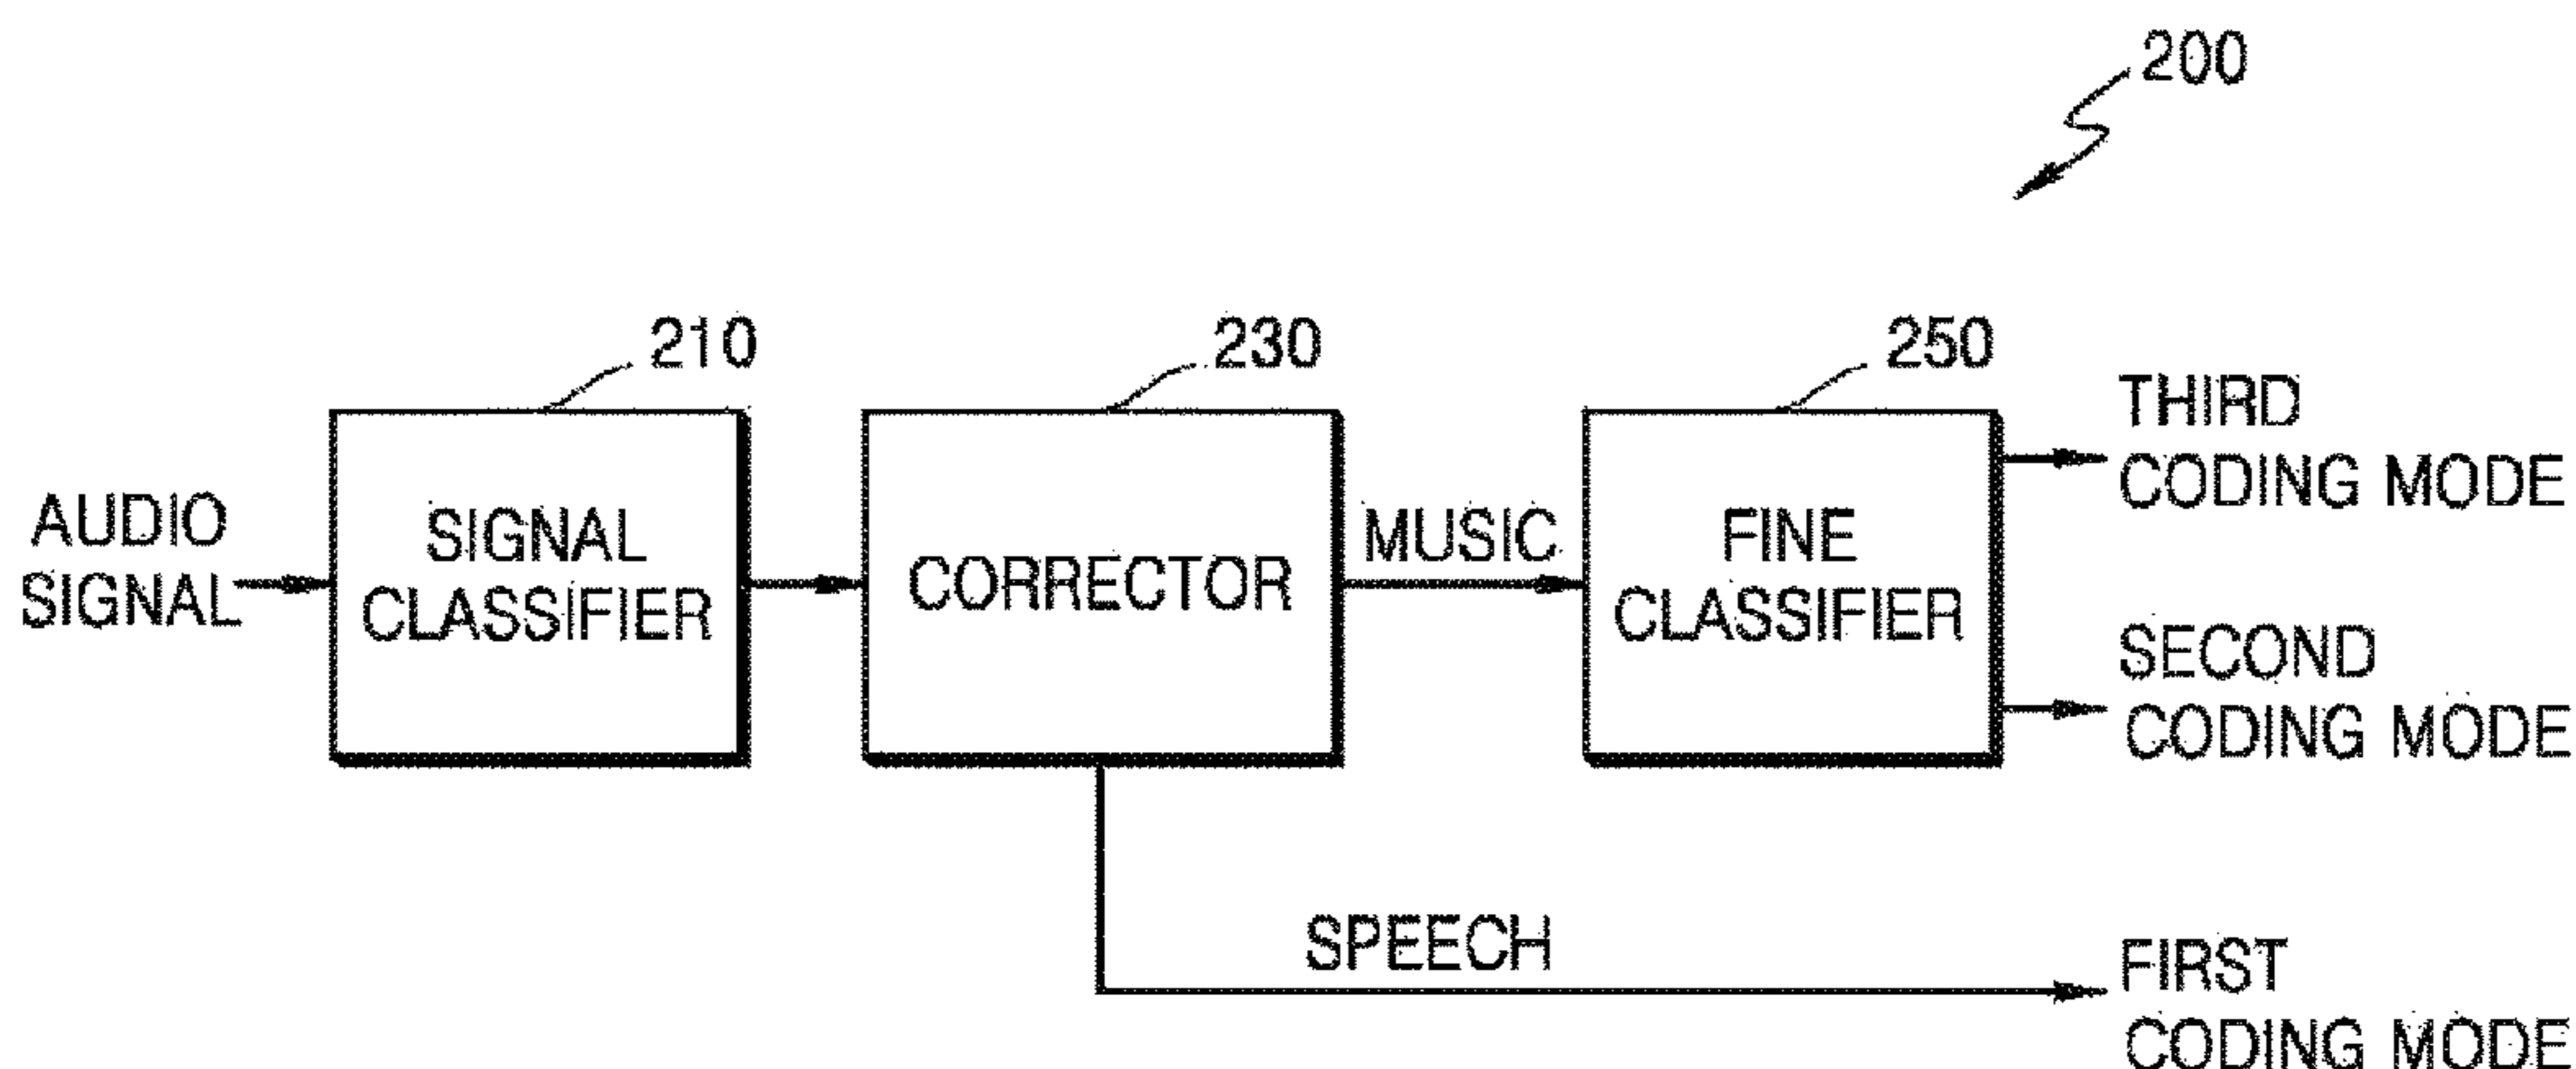 200
210
230
250
AUDIO
SIGNAL
SIGNAL
CLASSIFIER
CORRECTOR
MUSIC
FINE
CLASSIFIER
THIRD
CODING MODE
SECOND
CODING MODE
SPEECH
FIRST
CODING MODE